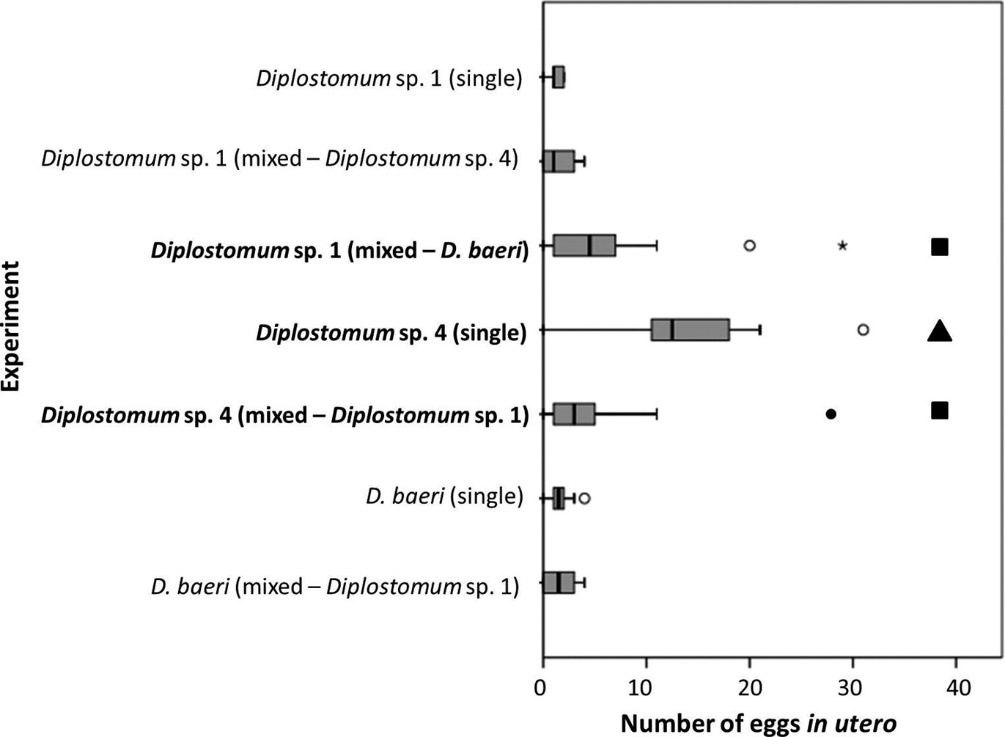 Diplostomum sp. 1 (single)
Diplostomum sp. 1 (mixed – Diplostomum sp. 4)
Diplostomum sp. 1 (mixed – D. baeri)
Diplostomum sp. 4 (single)
Diplostomum sp. 4 (mixed – Diplostomum sp. 1)
D. baeri (single)
D. baeri (mixed – Diplostomum sp. 1)
Experiment
0 10 20 30 40
Number of eggs in utero